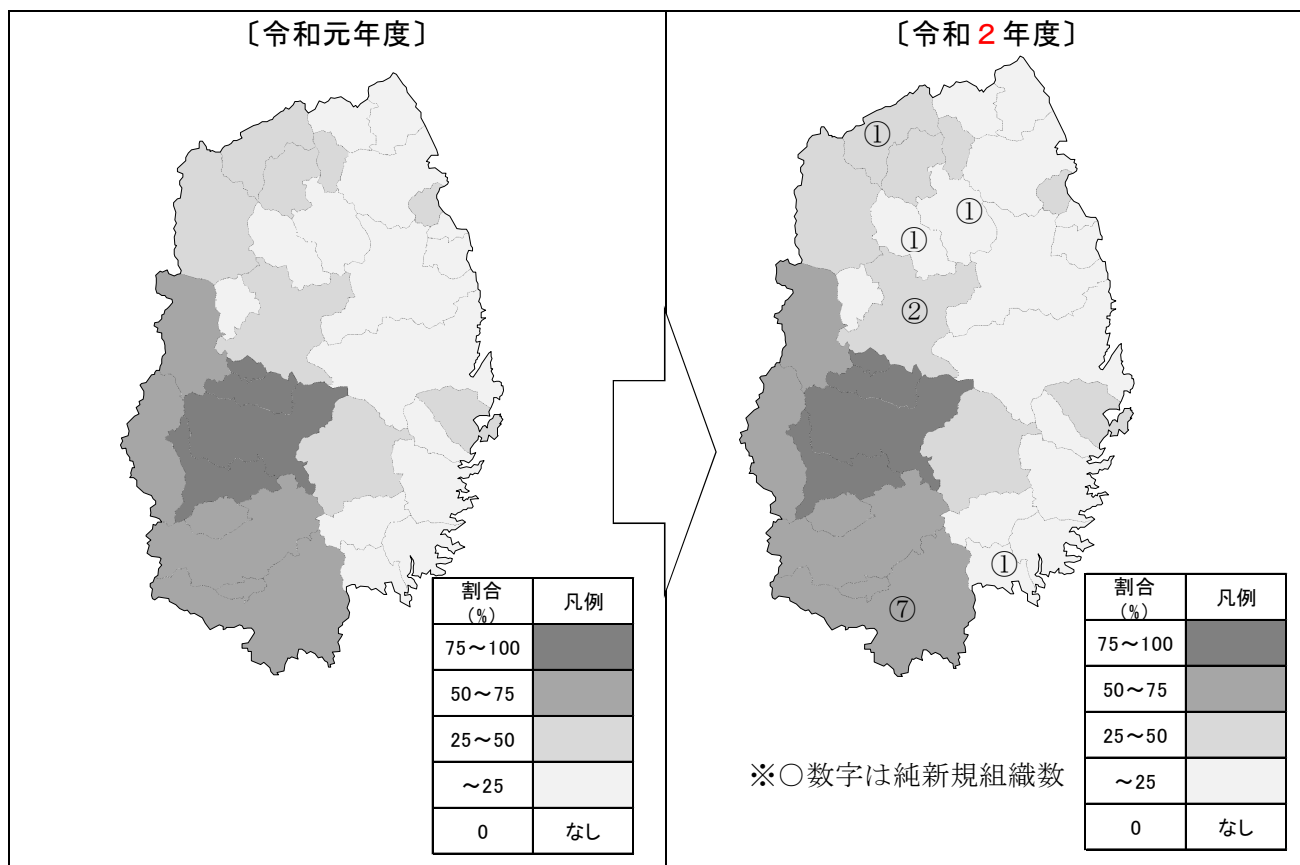 〔令和元年度〕
割合
(%)
凡例
75～100
50～75
25～50
～25
0
なし
〔令和２年度〕
①
①
①
②
①
⑦
※○数字は純新規組織数
割合
(%)
凡例
75～100
50～75
25～50
～25
0
なし